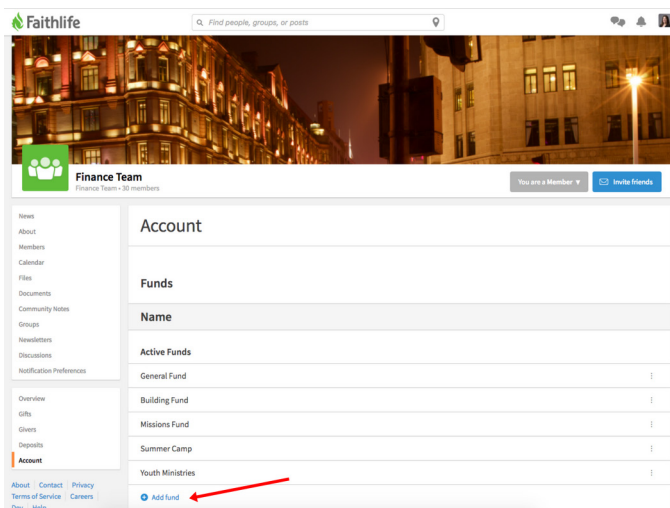 Faithlife
Find people, groups, or posts
Finance Team
Finance Team • 30 members
You are a Member ▼
Invite friends
News
About
Members
Calendar
Files
Documents
Community Notes
Groups
Newsletters
Discussions
Notification Preferences
Overview
Gifts
Givers
Deposits
Account
About | Contact | Privacy
Terms of Service | Careers
Dev | Help
Account
Funds
Name
Active Funds
General Fund
Building Fund
Missions Fund
Summer Camp
Youth Ministries
Add fund